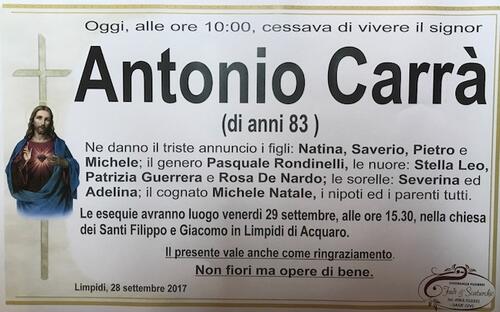 Oggi, alle ore 10:00, cessava di vivere il signor
Antonio Carrà
(di anni 83 )
Ne danno il triste annuncio i figli: Natina, Saverio, Pietro e
Michele; il genero Pasquale Rondinelli, le nuore: Stella Leo,
Patrizia Guerrera e Rosa De Nardo; le sorelle: Severina ed
Adelina; il cognato Michele Natale, i nipoti ed i parenti tutti.
Le esequie avranno luogo venerdi 29 settembre, alle ore 15.30, nella chiesa
dei Santi Filippo e Giacomo in Limpidi di Acquaro.
Il presente vale anche come ringraziamento.
Non fiori ma opere di bene.
Limpidi, 28 settembre 2017